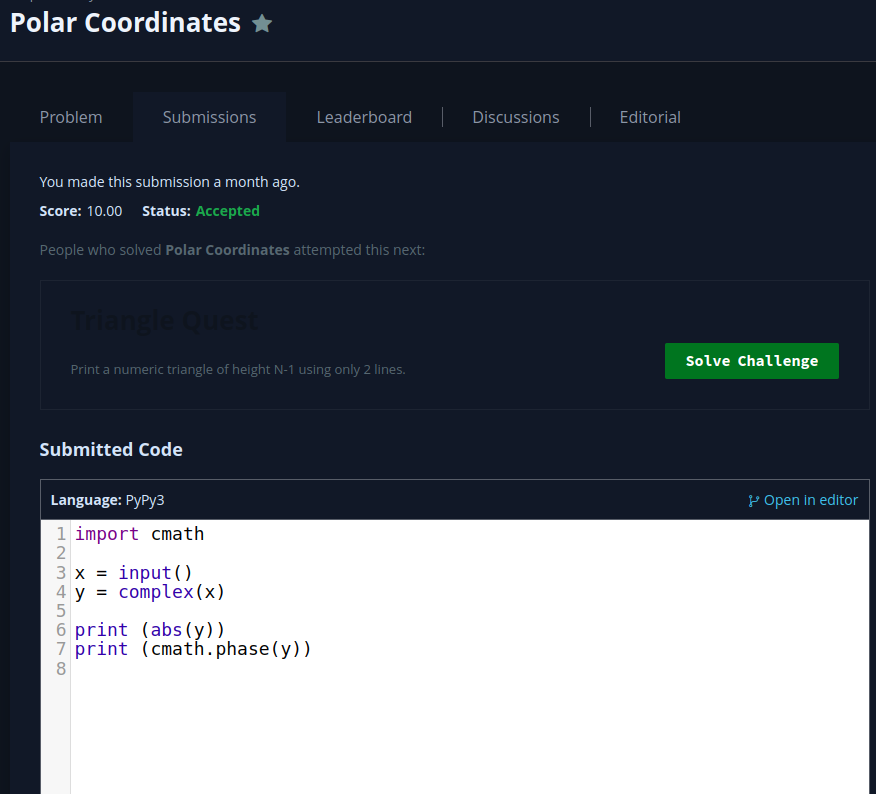 Polar Coordinates
Problem Submissions Leaderboard Discussions Editorial
You made this submission a month ago.
Score: 10.00 Status: Accepted
People who solved Polar Coordinates attempted this next:
Triangle Quest
Print a numeric triangle of height N-1 using only 2 lines.
Solve Challenge
Submitted Code
Language: PyPy3 Open in editor
1 import cmath
2
3 x = input()
4 y = complex(x)
5
6 print (abs(y))
7 print (cmath.phase(y))
8